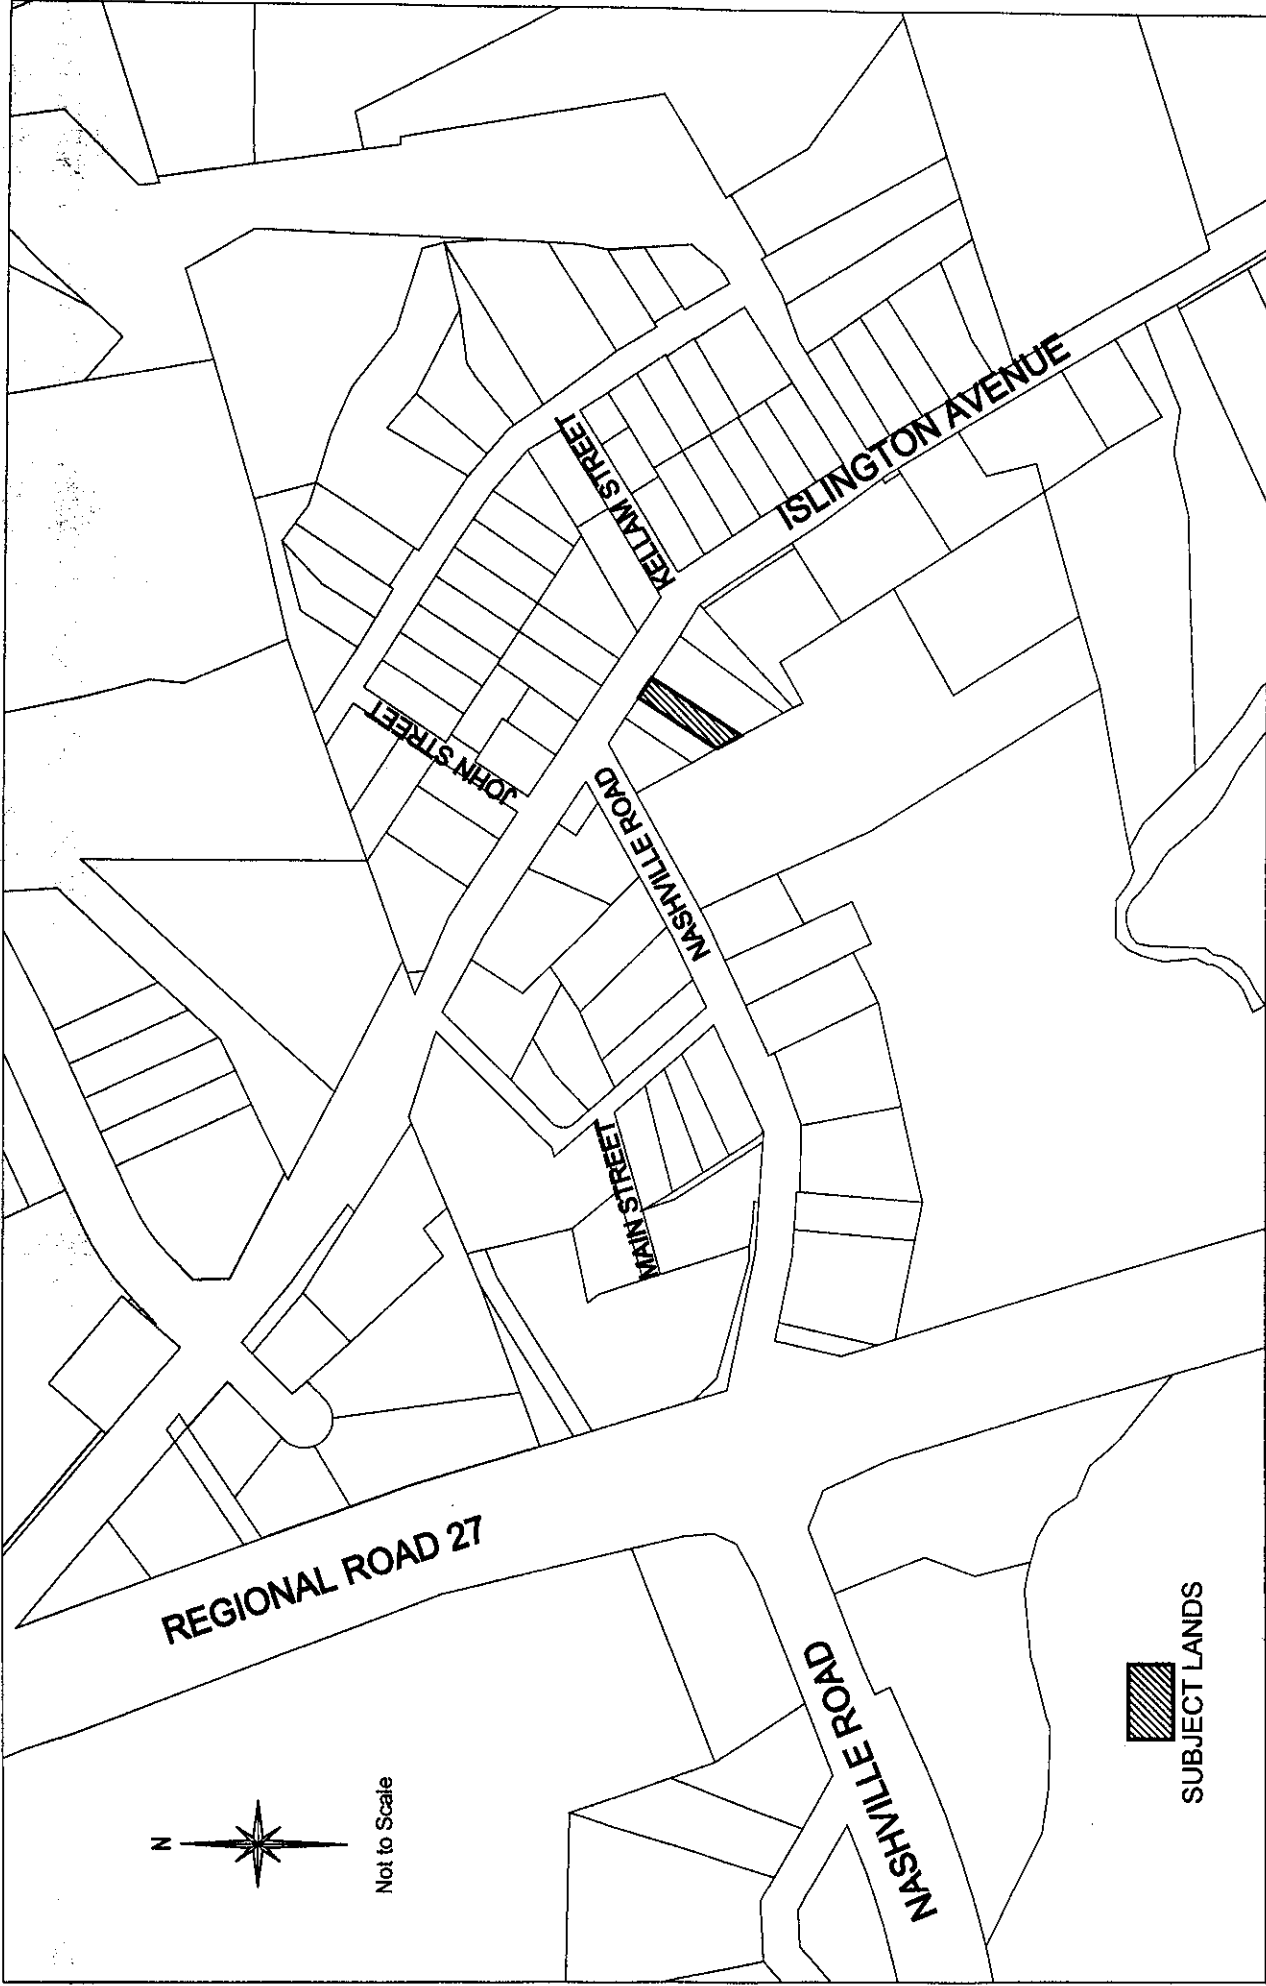 JOHN STREET
KELLAM STREET
ISLINGTON AVENUE
NASHVILLE ROAD
MAIN STREET
REGIONAL ROAD 27
NASHVILLE ROAD
N
Not to Scale
SUBJECT LANDS